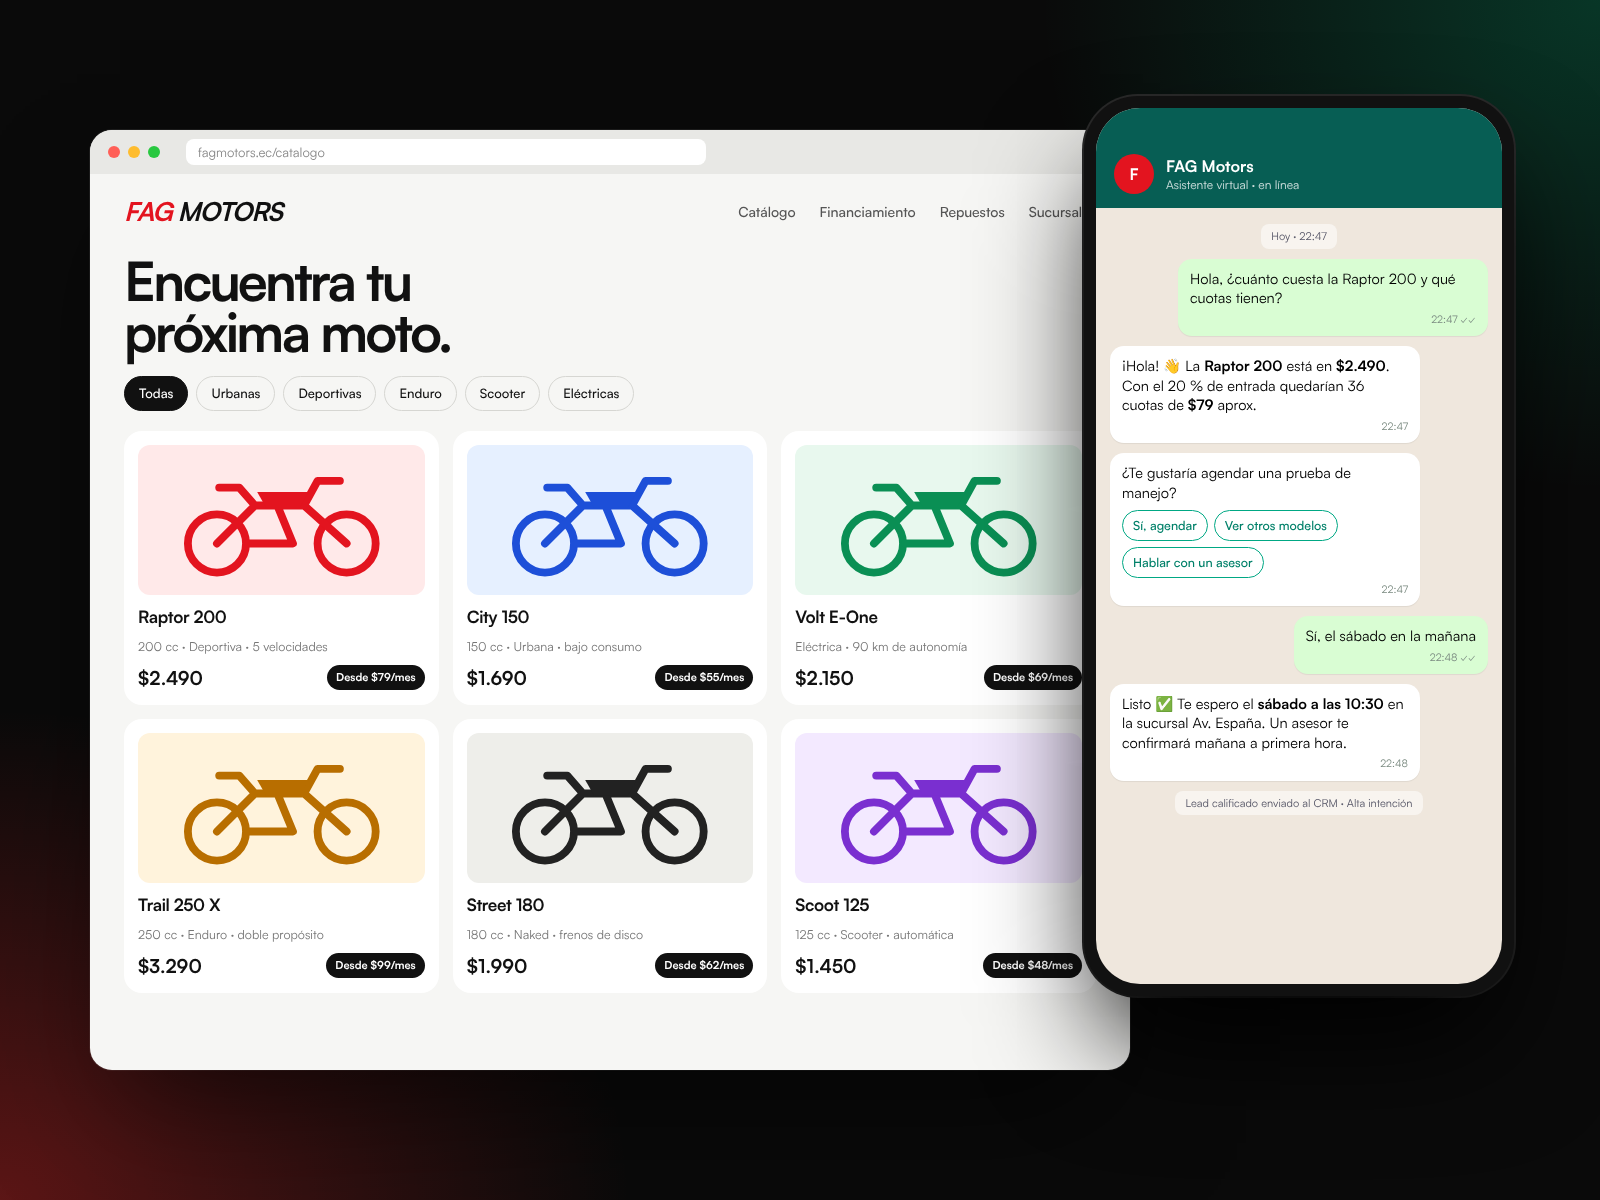 fagmotors.ec/catalogo
FAG MOTORS
Catálogo Financiamiento Repuestos Sucursal
Encuentra tu
próxima moto.
Todas Urbanas Deportivas Enduro Scooter Eléctricas
Raptor 200
200 cc · Deportiva · 5 velocidades
$2.490 Desde $79/mes
City 150
150 cc · Urbana · bajo consumo
$1.690 Desde $55/mes
Volt E-One
Eléctrica · 90 km de autonomía
$2.150 Desde $69/mes
Trail 250 X
250 cc · Enduro · doble propósito
$3.290 Desde $99/mes
Street 180
180 cc · Naked · frenos de disco
$1.990 Desde $62/mes
Scoot 125
125 cc · Scooter · automática
$1.450 Desde $48/mes
F
FAG Motors
Asistente virtual · en línea
Hoy · 22:47
Hola, ¿cuánto cuesta la Raptor 200 y qué
cuotas tienen?
22:47 ✓✓
¡Hola! 👋 La Raptor 200 está en $2.490.
Con el 20 % de entrada quedarían 36
cuotas de $79 aprox.
22:47
¿Te gustaría agendar una prueba de
manejo?
Sí, agendar Ver otros modelos
Hablar con un asesor
22:47
Sí, el sábado en la mañana
22:48 ✓✓
Listo ✅ Te espero el sábado a las 10:30 en
la sucursal Av. España. Un asesor te
confirmará mañana a primera hora.
22:48
Lead calificado enviado al CRM · Alta intención